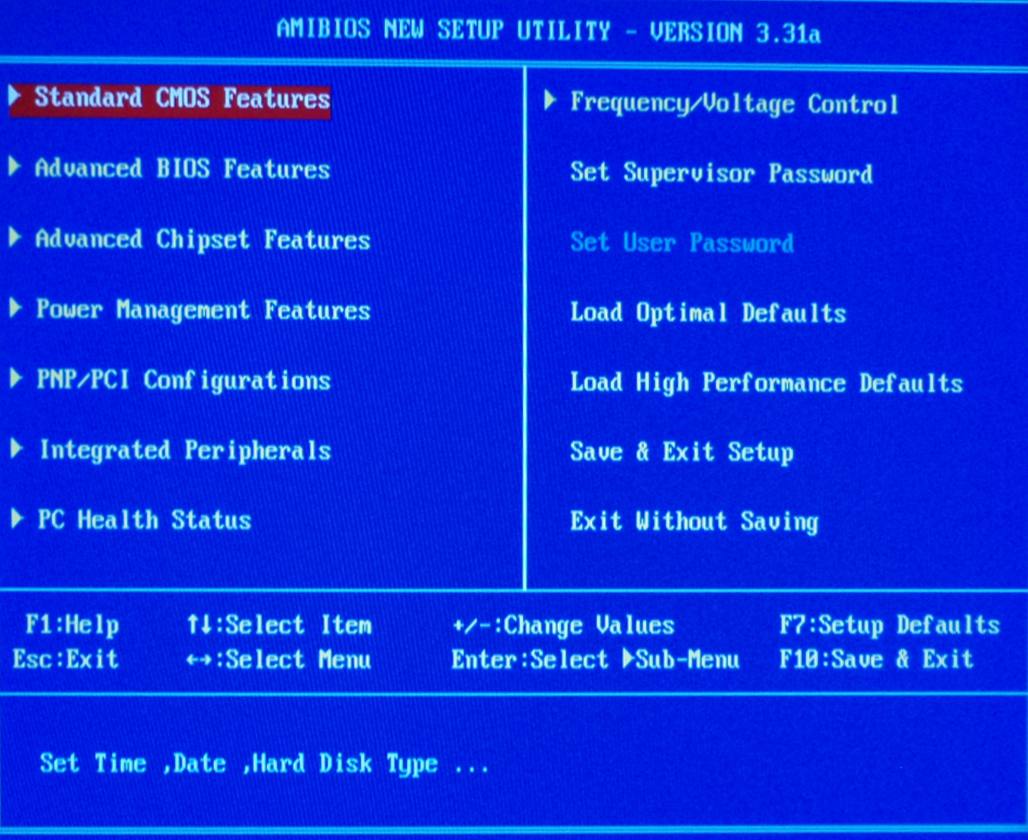 AMIBIOS NEW SETUP UTILITY - VERSION 3.31a
▶ Standard CMOS Features
▶ Advanced BIOS Features
▶ Advanced Chipset Features
▶ Power Management Features
▶ PNP/PCI Configurations
▶ Integrated Peripherals
▶ PC Health Status
▶ Frequency/Voltage Control
Set Supervisor Password
Set User Password
Load Optimal Defaults
Load High Performance Defaults
Save & Exit Setup
Exit Without Saving
F1:Help ↑↓:Select Item +/-:Change Values F7:Setup Defaults
Esc:Exit ←→:Select Menu Enter:Select ▶Sub-Menu F10:Save & Exit
Set Time ,Date ,Hard Disk Type ...